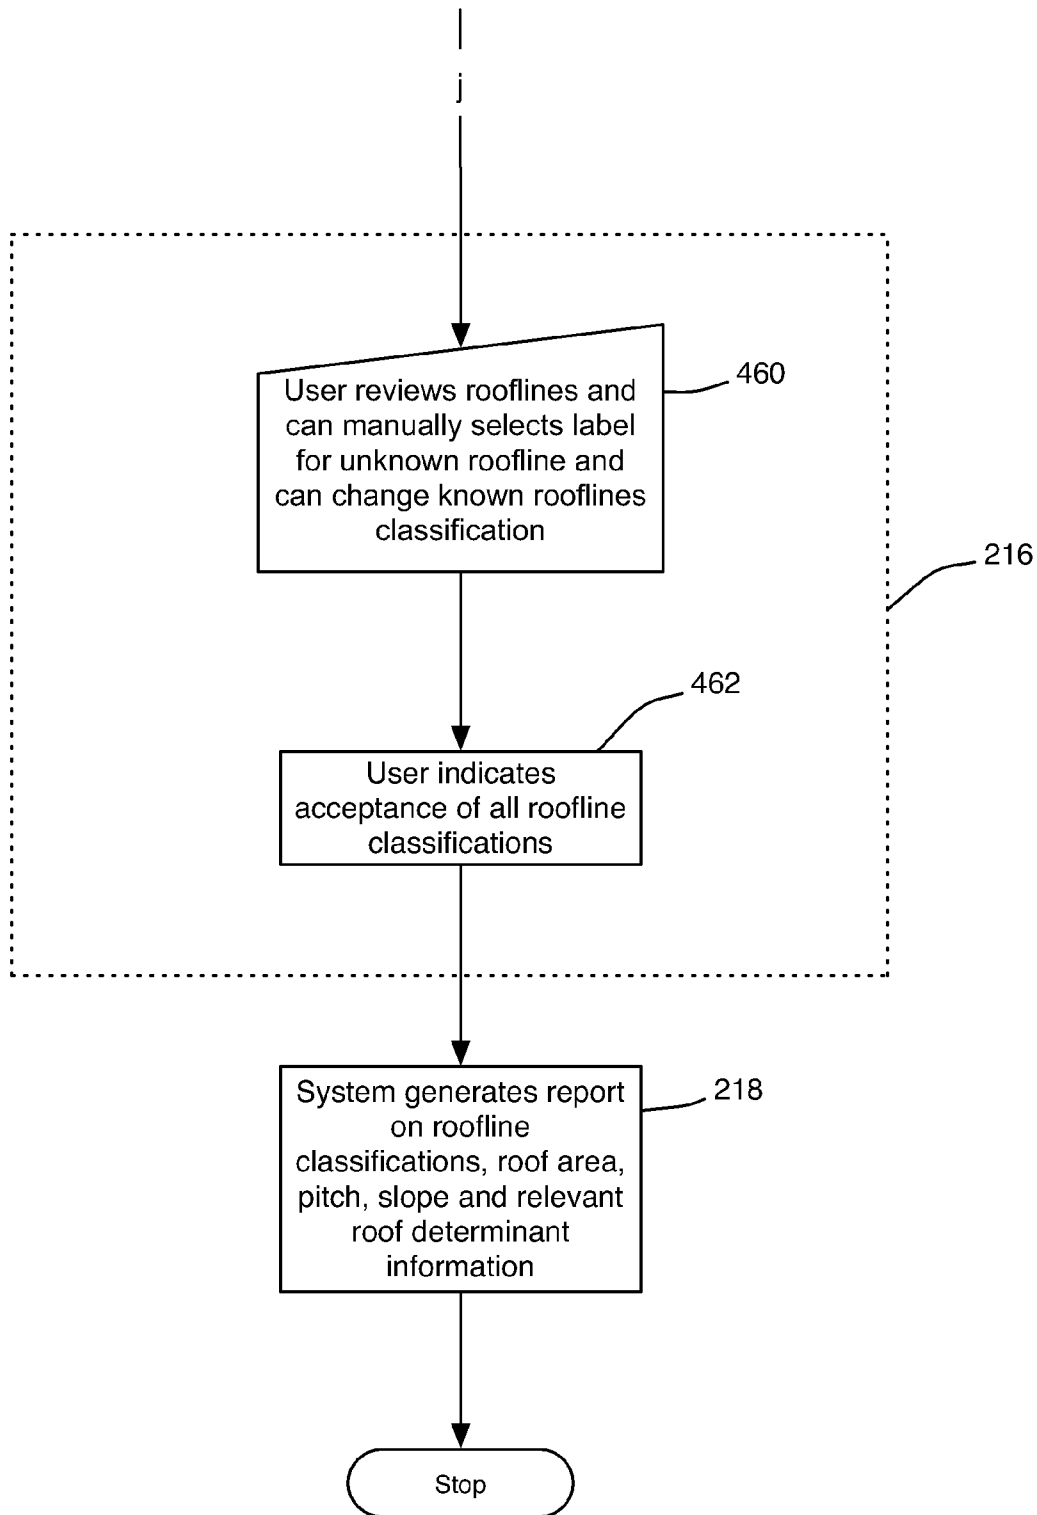 j
User reviews rooflines and
can manually selects label
for unknown roofline and
can change known rooflines
classification
460
216
462
User indicates
acceptance of all roofline
classifications
218
System generates report
on roofline
classifications, roof area,
pitch, slope and relevant
roof determinant
information
Stop